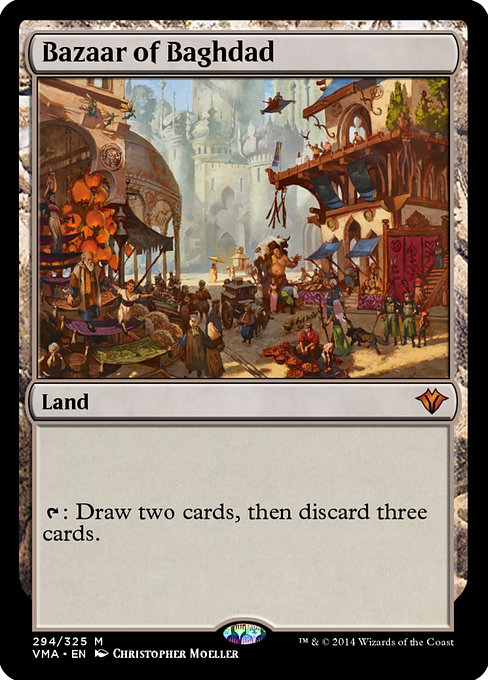 Bazaar of Baghdad
Land
: Draw two cards, then discard three
cards.
294/325 M
VMA • EN Christopher Moeller
™ & © 2014 Wizards of the Coast